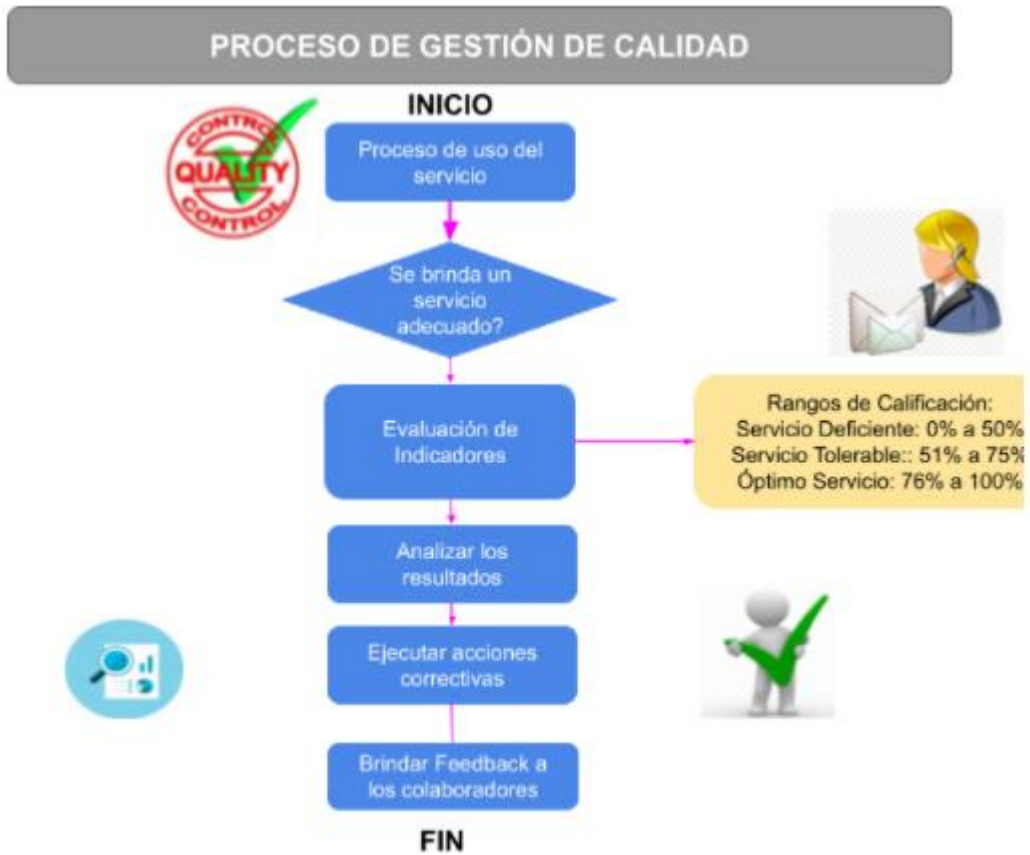 PROCESO DE GESTIÓN DE CALIDAD
INICIO
CONTROL
QUALITY
CONTROL
Proceso de uso del
servicio
Se brinda un
servicio
adecuado?
Evaluación de
Indicadores
Rangos de Calificación:
Servicio Deficiente: 0% a 50%
Servicio Tolerable:: 51% a 75%
Óptimo Servicio: 76% a 100%
Analizar los
resultados
Ejecutar acciones
correctivas
Brindar Feedback a
los colaboradores
FIN